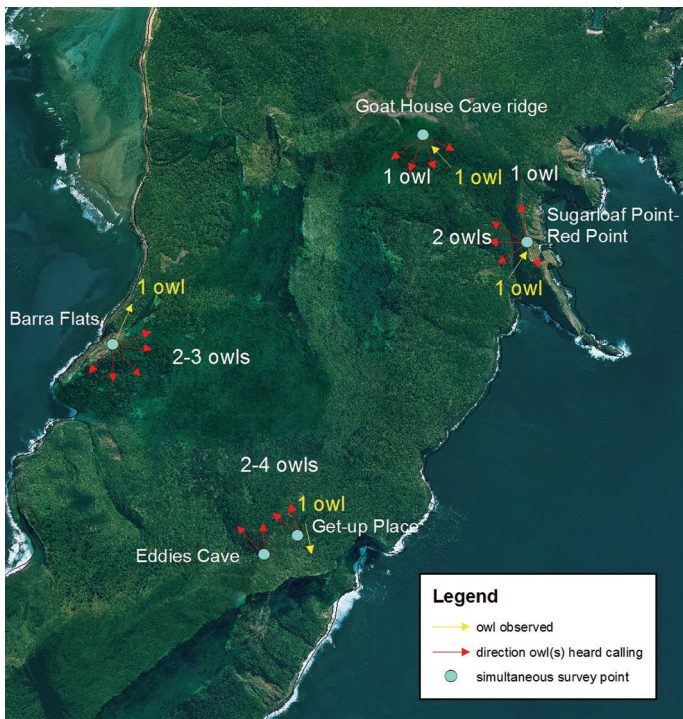 Goat House Cave ridge
1 owl
1 owl
1 owl
Sugarloaf Point-
Red Point
2 owls
1 owl
1 owl
Barra Flats
2-3 owls
2-4 owls
1 owl
Get-up Place
Eddies Cave
Legend
owl observed
direction owl(s) heard calling
simultaneous survey point